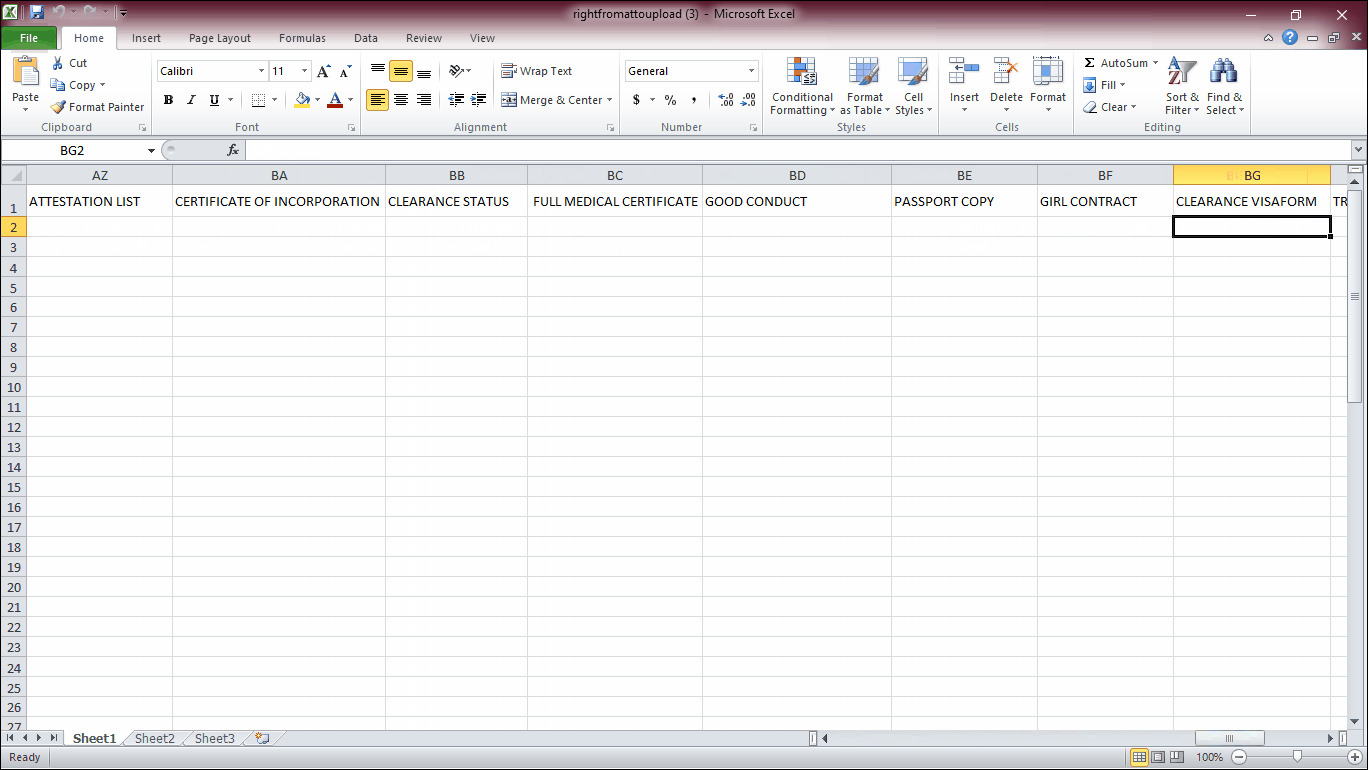 rightfromattoupload (3) - Microsoft Excel
File Home Insert Page Layout Formulas Data Review View
Paste
Cut
Copy
Format Painter
Clipboard
Calibri 11
B I U
Font
Wrap Text
Merge & Center
Alignment
General
$ % ,
Number
Conditional Formatting
Format as Table
Cell Styles
Styles
Insert Delete Format
Cells
AutoSum
Fill
Clear
Sort & Filter
Find & Select
Editing
BG2 fx
AZ BA BB BC BD BE BF BG
1 ATTESTATION LIST CERTIFICATE OF INCORPORATION CLEARANCE STATUS FULL MEDICAL CERTIFICATE GOOD CONDUCT PASSPORT COPY GIRL CONTRACT CLEARANCE VISAFORM TR
2
3
4
5
6
7
8
9
10
11
12
13
14
15
16
17
18
19
20
21
22
23
24
25
26
27
Sheet1 Sheet2 Sheet3
Ready 100%